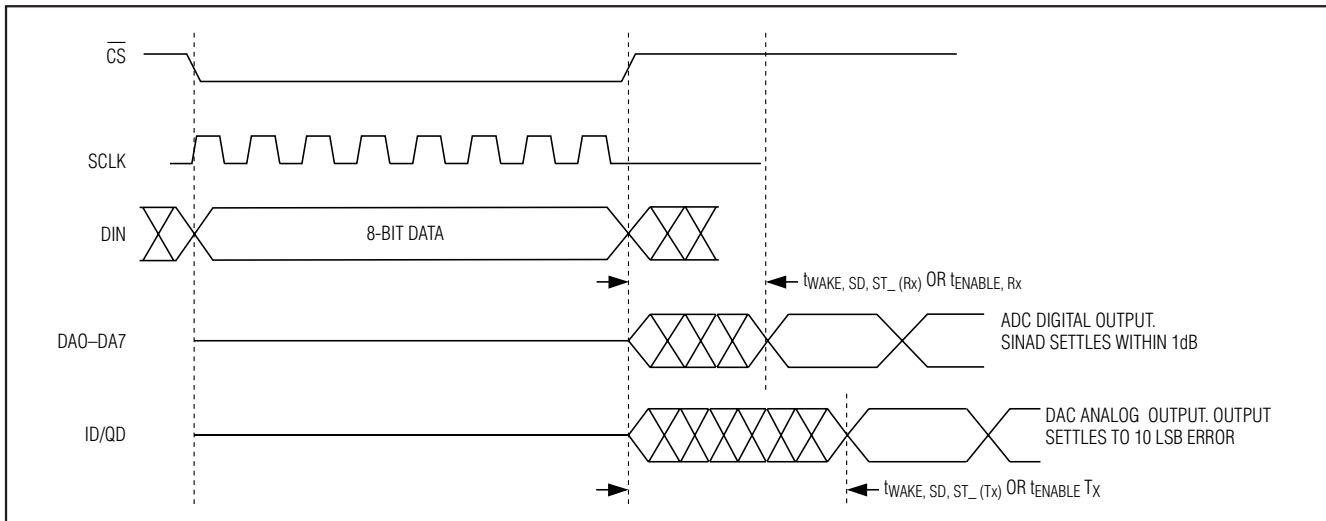 CS
SCLK
DIN
8-BIT DATA
tWAKE, SD, ST_ (Rx) OR tENABLE, Rx
DA0–DA7
ADC DIGITAL OUTPUT.
SINAD SETTLES WITHIN 1dB
ID/QD
DAC ANALOG OUTPUT. OUTPUT
SETTLES TO 10 LSB ERROR
tWAKE, SD, ST_ (Tx) OR tENABLE TX